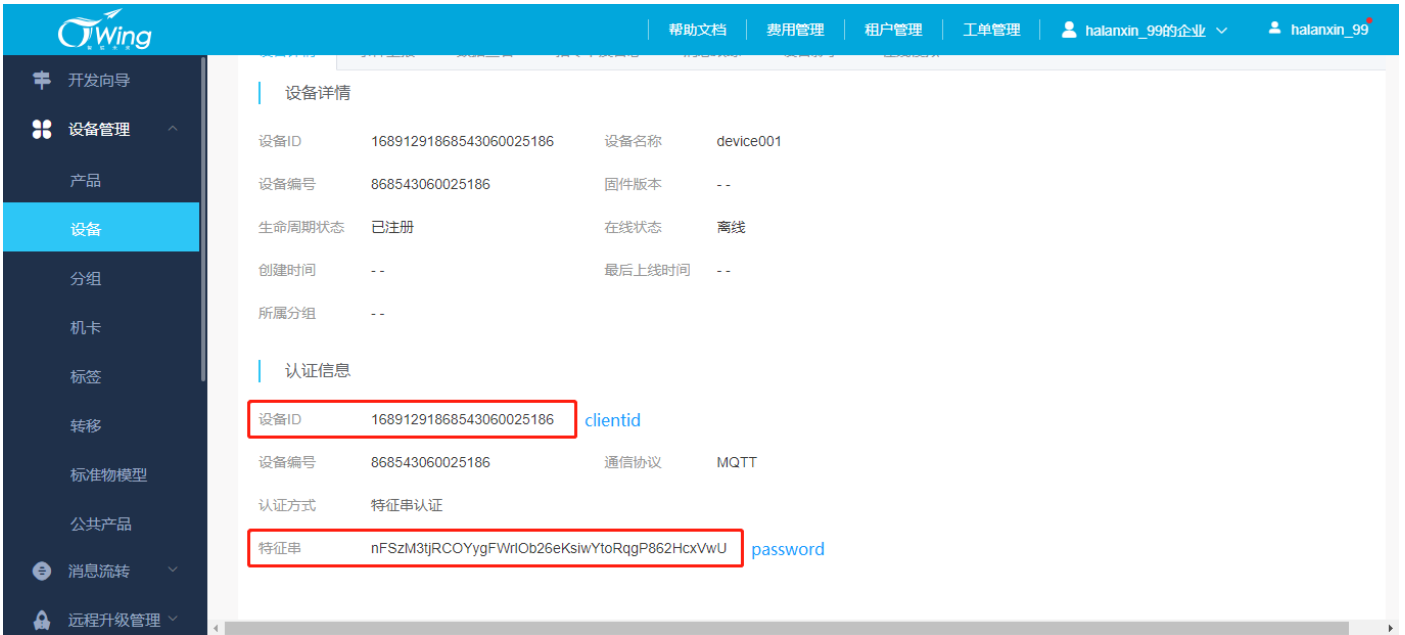 Wing
帮助文档
费用管理
租户管理
工单管理
halanxin_99的企业
halanxin_99
开发向导
设备管理
产品
设备
分组
机卡
标签
转移
标准物模型
公共产品
消息流转
远程升级管理
设备详情
设备ID 16891291868543060025186 设备名称 device001
设备编号 868543060025186 固件版本 - -
生命周期状态 已注册 在线状态 离线
创建时间 - - 最后上线时间 - -
所属分组 - -
认证信息
设备ID 16891291868543060025186 clientid
设备编号 868543060025186 通信协议 MQTT
认证方式 特征串认证
特征串 nFSzM3tjRCOYygFWrIOb26eKsiwYtoRqgP862HcxVwU password